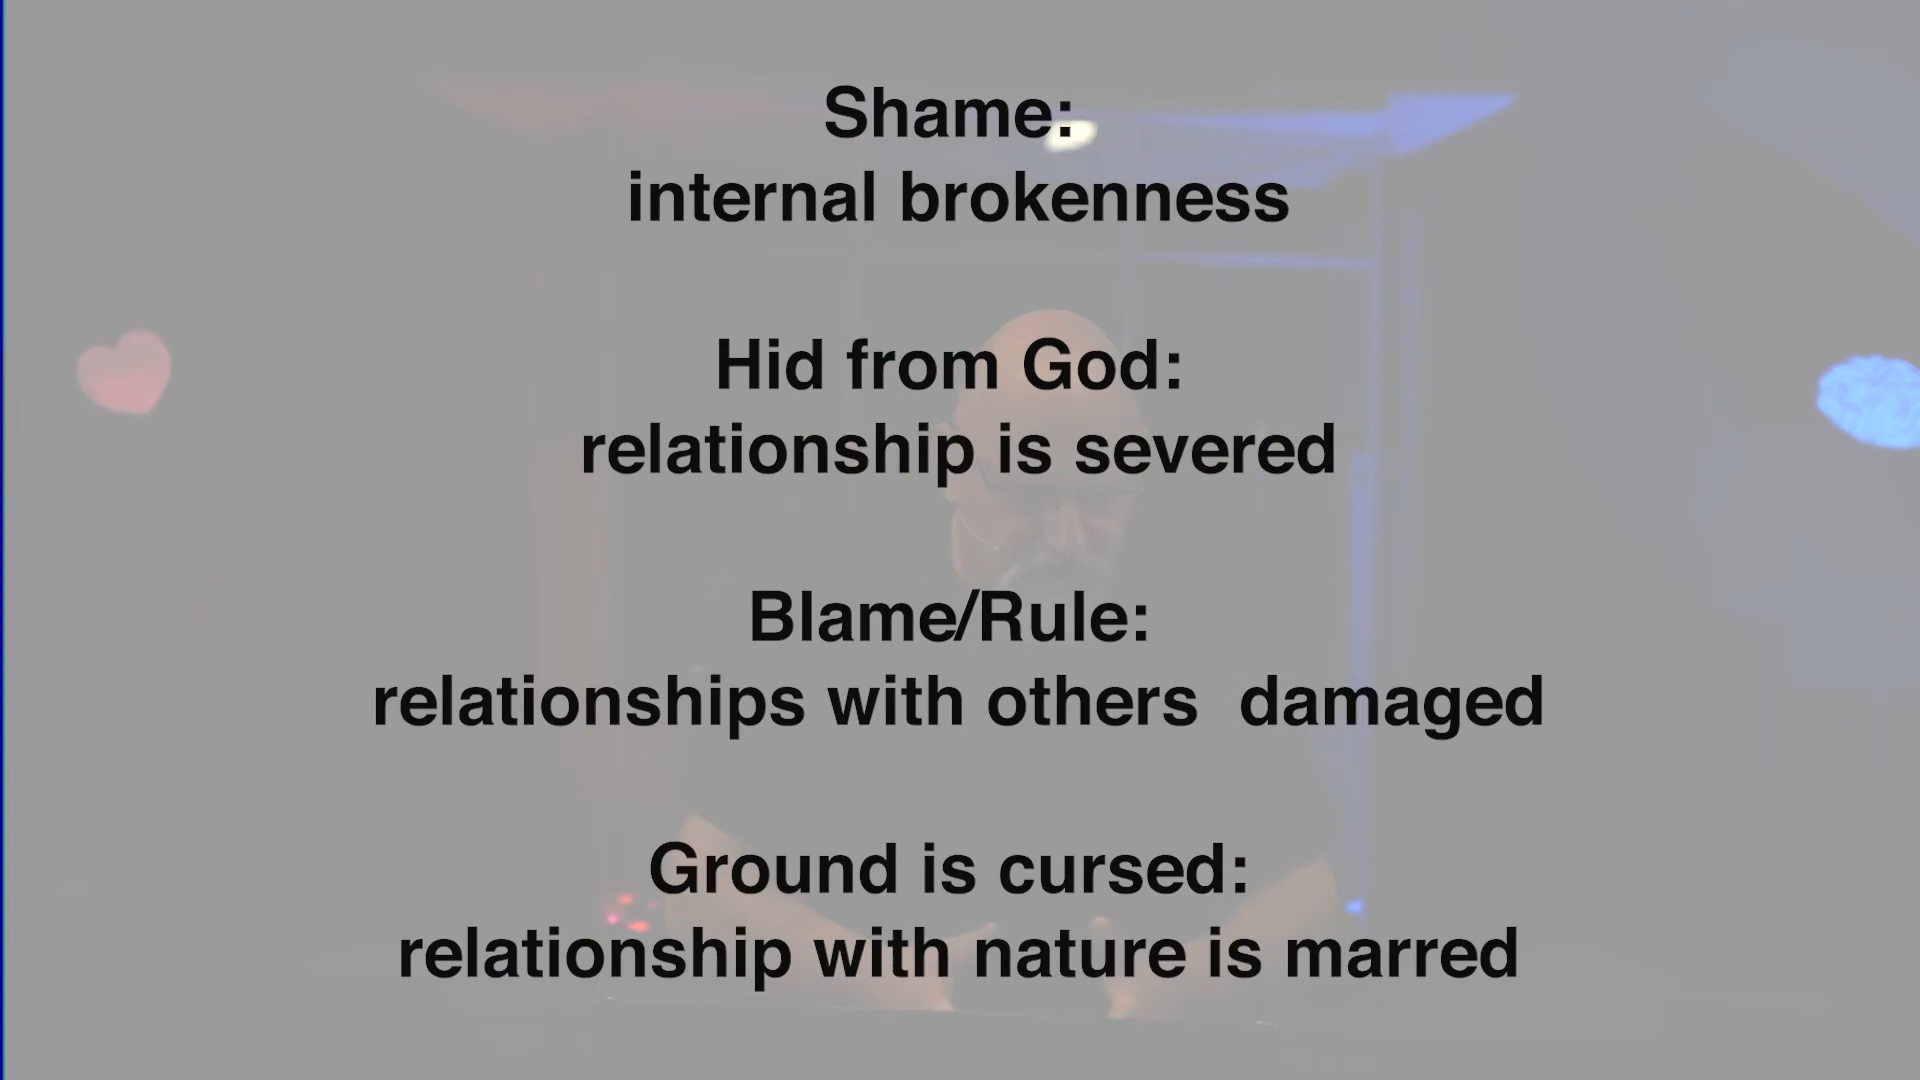 Shame:
internal brokenness
Hid from God:
relationship is severed
Blame/Rule:
relationships with others  damaged
Ground is cursed:
relationship with nature is marred